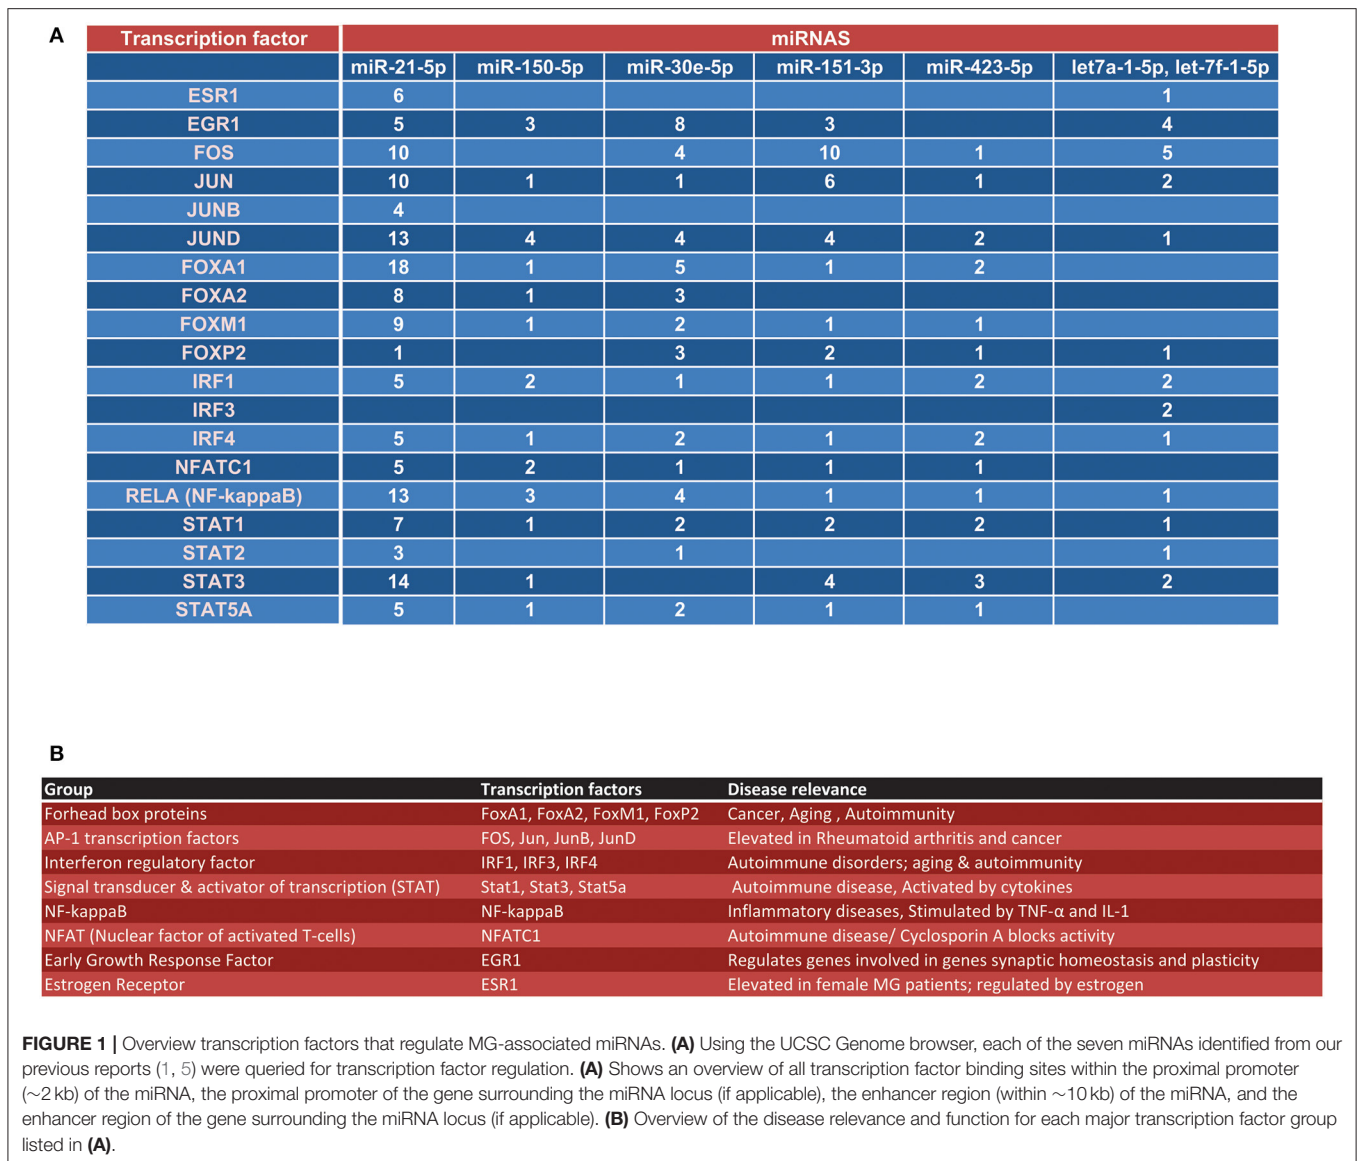 A
Transcription factor miRNAS
miR-21-5p miR-150-5p miR-30e-5p miR-151-3p miR-423-5p let7a-1-5p, let-7f-1-5p
ESR1 6 1
EGR1 5 3 8 3 4
FOS 10 4 10 1 5
JUN 10 1 1 6 1 2
JUNB 4
JUND 13 4 4 4 2 1
FOXA1 18 1 5 1 2
FOXA2 8 1 3
FOXM1 9 1 2 1 1
FOXP2 1 3 2 1 1
IRF1 5 2 1 1 2 2
IRF3 2
IRF4 5 1 2 1 2 1
NFATC1 5 2 1 1 1
RELA (NF-kappaB) 13 3 4 1 1 1
STAT1 7 1 2 2 2 1
STAT2 3 1 1
STAT3 14 1 4 3 2
STAT5A 5 1 2 1 1
B
Group Transcription factors Disease relevance
Forhead box proteins FoxA1, FoxA2, FoxM1, FoxP2 Cancer, Aging , Autoimmunity
AP-1 transcription factors FOS, Jun, JunB, JunD Elevated in Rheumatoid arthritis and cancer
Interferon regulatory factor IRF1, IRF3, IRF4 Autoimmune disorders; aging & autoimmunity
Signal transducer & activator of transcription (STAT) Stat1, Stat3, Stat5a Autoimmune disease, Activated by cytokines
NF-kappaB NF-kappaB Inflammatory diseases, Stimulated by TNF-α and IL-1
NFAT (Nuclear factor of activated T-cells) NFATC1 Autoimmune disease/ Cyclosporin A blocks activity
Early Growth Response Factor EGR1 Regulates genes involved in genes synaptic homeostasis and plasticity
Estrogen Receptor ESR1 Elevated in female MG patients; regulated by estrogen
FIGURE 1 | Overview transcription factors that regulate MG-associated miRNAs. (A) Using the UCSC Genome browser, each of the seven miRNAs identified from our
previous reports (1, 5) were queried for transcription factor regulation. (A) Shows an overview of all transcription factor binding sites within the proximal promoter
(∼2 kb) of the miRNA, the proximal promoter of the gene surrounding the miRNA locus (if applicable), the enhancer region (within ∼10 kb) of the miRNA, and the
enhancer region of the gene surrounding the miRNA locus (if applicable). (B) Overview of the disease relevance and function for each major transcription factor group
listed in (A).